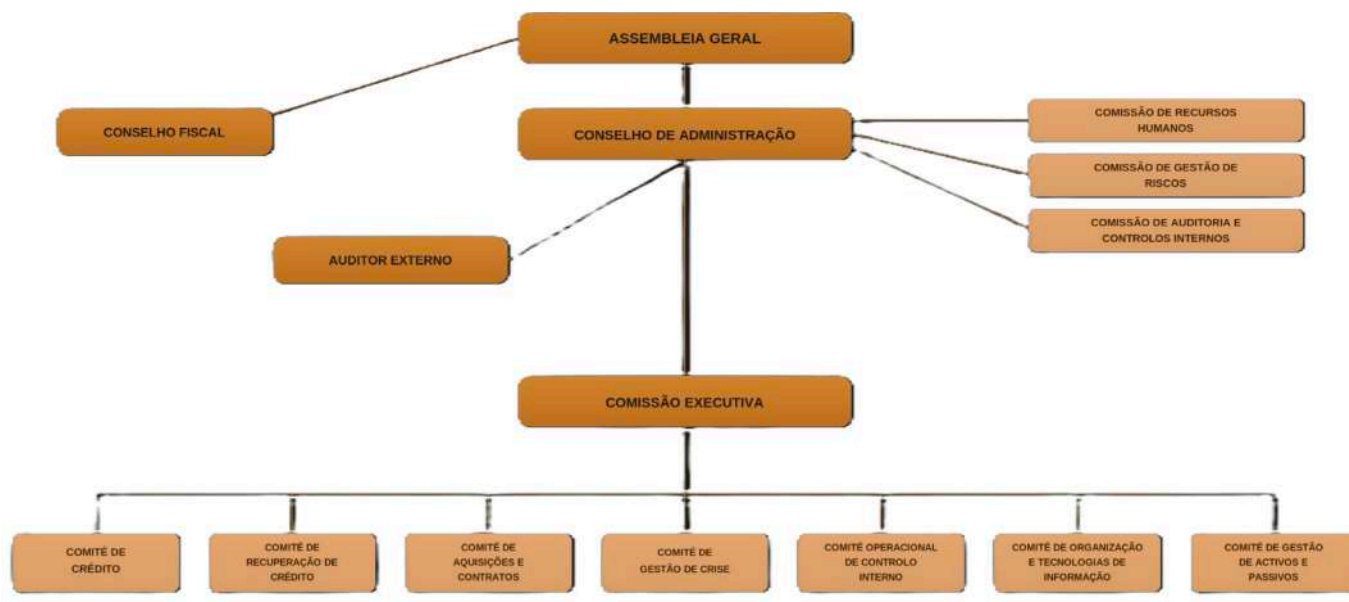 ASSEMBLEIA GERAL
CONSELHO FISCAL
CONSELHO DE ADMINISTRAÇÃO
COMISSÃO DE RECURSOS
HUMANOS
COMISSÃO DE GESTÃO DE
RISCOS
COMISSÃO DE AUDITORIA E
CONTROLOS INTERNOS
AUDITOR EXTERNO
COMISSÃO EXECUTIVA
COMITÉ DE
CRÉDITO
COMITÉ DE
RECUPERAÇÃO DE
CRÉDITO
COMITÉ DE
AQUISIÇÕES E
CONTRATOS
COMITÉ DE
GESTÃO DE CRISE
COMITÉ OPERACIONAL
DE CONTROLO
INTERNO
COMITÉ DE ORGANIZAÇÃO
E TECNOLOGIAS DE
INFORMAÇÃO
COMITÉ DE GESTÃO
DE ACTIVOS E
PASSIVOS